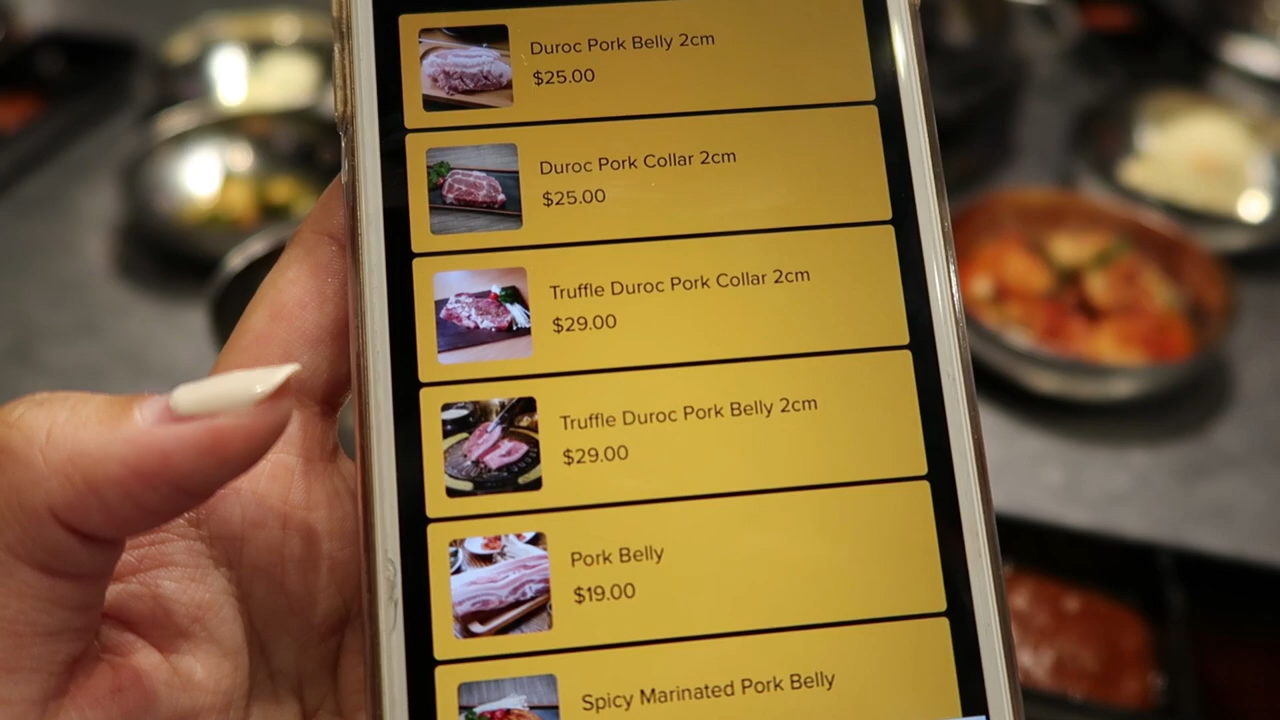 Duroc Pork Belly 2cm
$25.00
Duroc Pork Collar 2cm
$25.00
Truffle Duroc Pork Collar 2cm
$29.00
Truffle Duroc Pork Belly 2cm
$29.00
Pork Belly
$19.00
Spicy Marinated Pork Belly